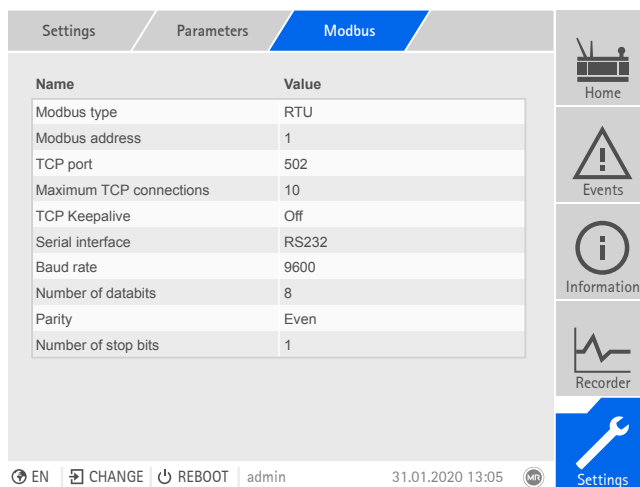 Settings Parameters Modbus
Name Value
Modbus type RTU
Modbus address 1
TCP port 502
Maximum TCP connections 10
TCP Keepalive Off
Serial interface RS232
Baud rate 9600
Number of databits 8
Parity Even
Number of stop bits 1
Home
Events
Information
Recorder
Settings
EN CHANGE REBOOT admin 31.01.2020 13:05 MR